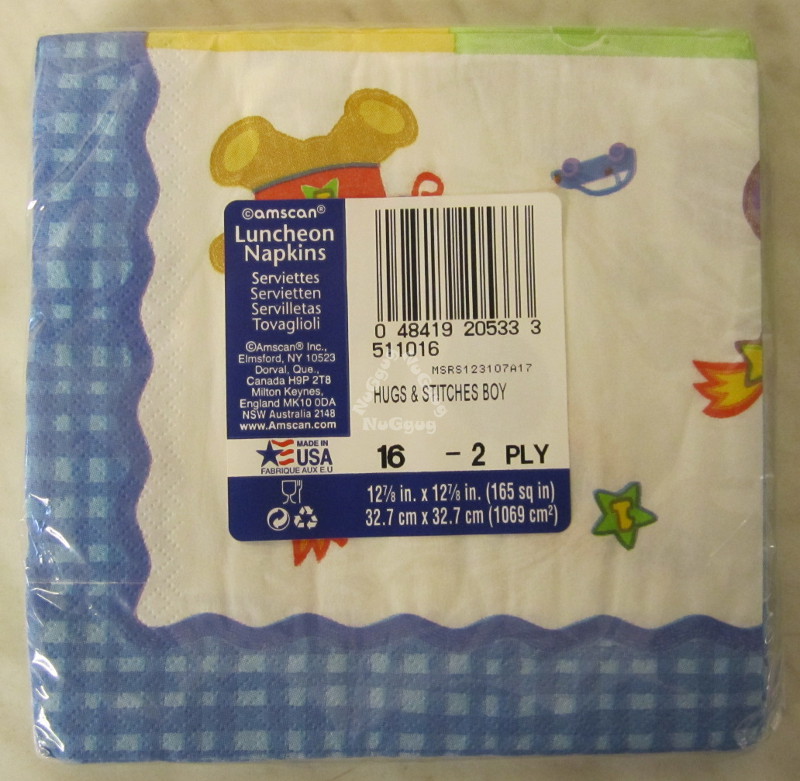 ©amscan®
Luncheon
Napkins
Serviettes
Servietten
Servilletas
Tovaglioli
©Amscan® Inc.,
Elmsford, NY 10523
Dorval, Que.,
Canada H9P 2T8
Milton Keynes,
England MK10 0DA
NSW Australia 2148
www.Amscan.com
MADE IN
USA
FABRIQUE AUX E.U
0 48419 20533 3
511016
MSRS123107A17
HUGS & STITCHES BOY
NuGgug
NuGgug
NuGgug
16 - 2 PLY
12⅞ in. x 12⅞ in. (165 sq in)
32.7 cm x 32.7 cm (1069 cm²)